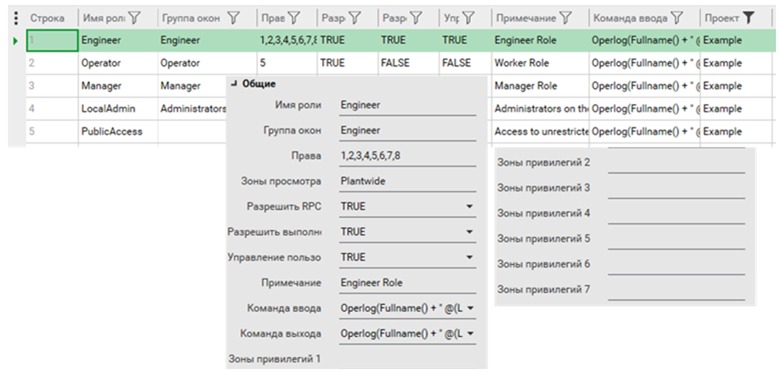 Строка Имя роли Группа окон Прав Разр Разр Упр Примечание Команда ввода Проект
1 Engineer Engineer 1,2,3,4,5,6,7,8 TRUE TRUE TRUE Engineer Role Operlog(Fullname() + " @ Example
2 Operator Operator 5 TRUE FALSE FALSE Worker Role Operlog(Fullname() + " @ Example
3 Manager Manager Manager Role Operlog(Fullname() + " @ Example
4 LocalAdmin Administrators Administrators on the Operlog(Fullname() + " @ Example
5 PublicAccess Access to unrestricte Operlog(Fullname() + " @ Example
Общие
Имя роли Engineer
Группа окон Engineer
Права 1,2,3,4,5,6,7,8
Зоны просмотра Plantwide
Разрешить RPC TRUE
Разрешить выполн TRUE
Управление пользо TRUE
Примечание Engineer Role
Команда ввода Operlog(Fullname() + " @(L
Команда выхода Operlog(Fullname() + " @(L
Зоны привилегий 1
Зоны привилегий 2
Зоны привилегий 3
Зоны привилегий 4
Зоны привилегий 5
Зоны привилегий 6
Зоны привилегий 7